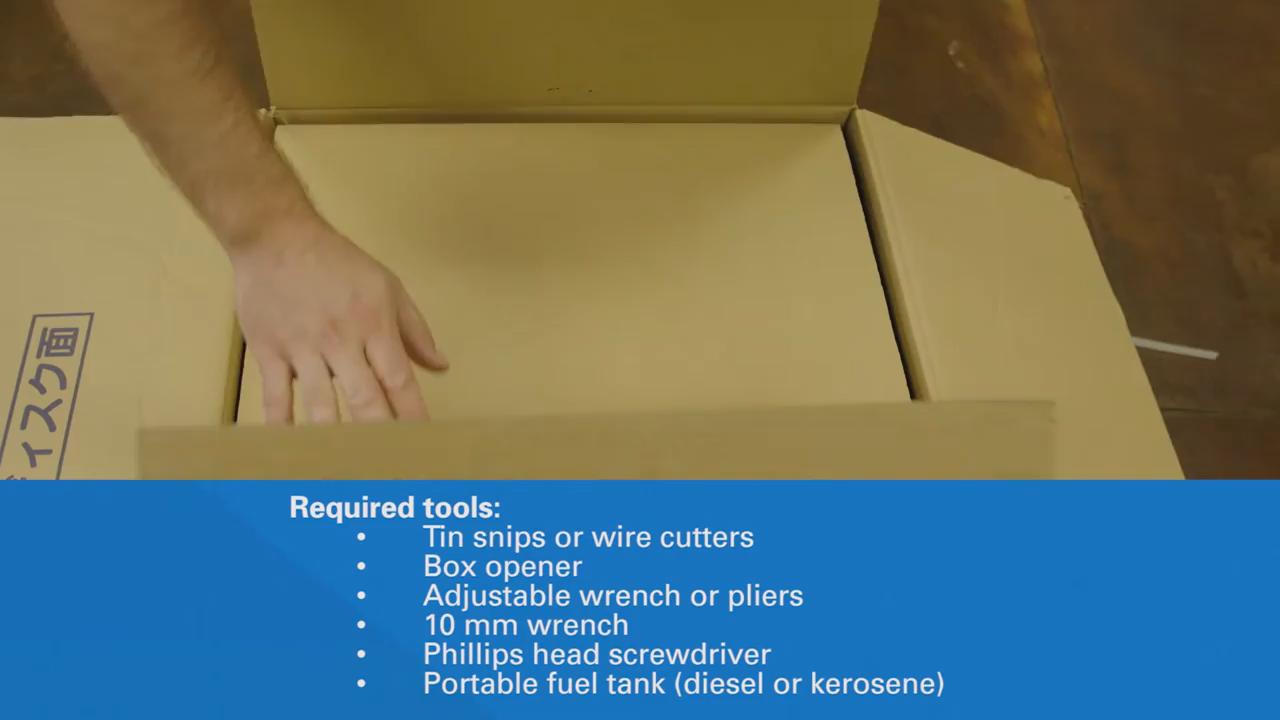 ィスク面
Required tools:
• Tin snips or wire cutters
• Box opener
• Adjustable wrench or pliers
• 10 mm wrench
• Phillips head screwdriver
• Portable fuel tank (diesel or kerosene)